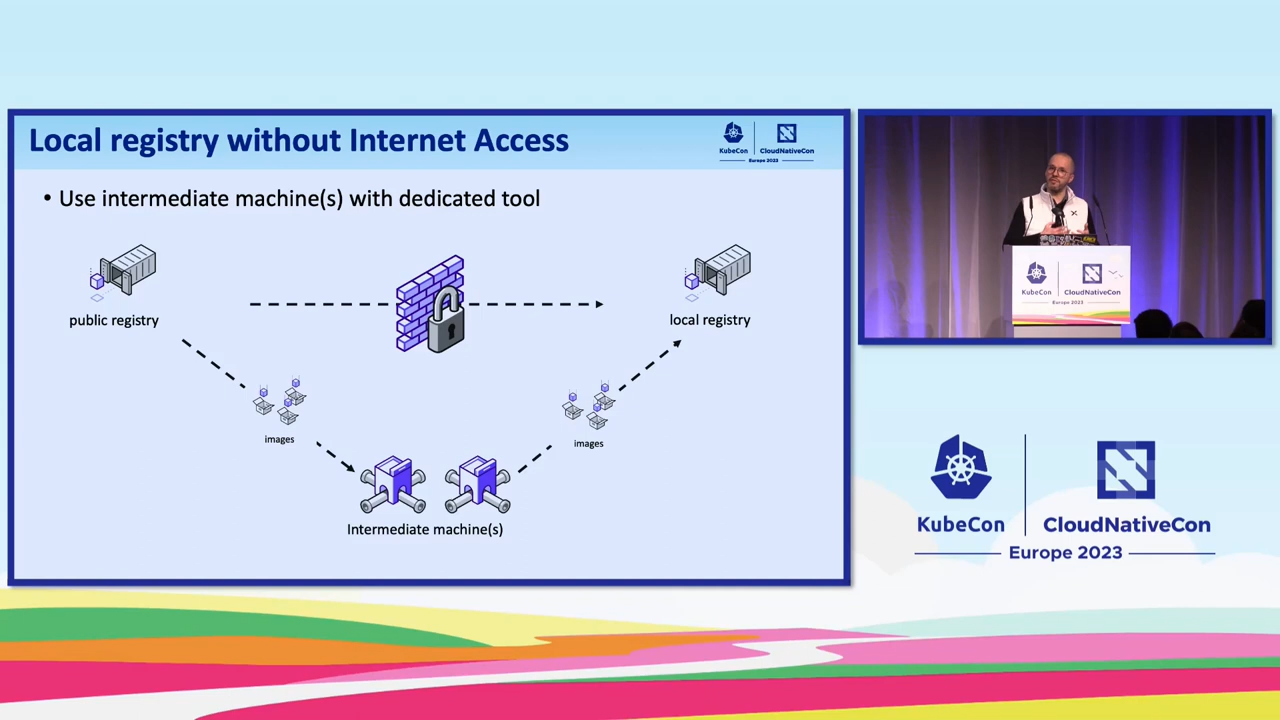 Local registry without Internet Access
KubeCon
CloudNativeCon
Europe 2023
• Use intermediate machine(s) with dedicated tool
public registry
local registry
images
images
Intermediate machine(s)
KubeCon
CloudNativeCon
Europe 2023
KubeCon
CloudNativeCon
Europe 2023